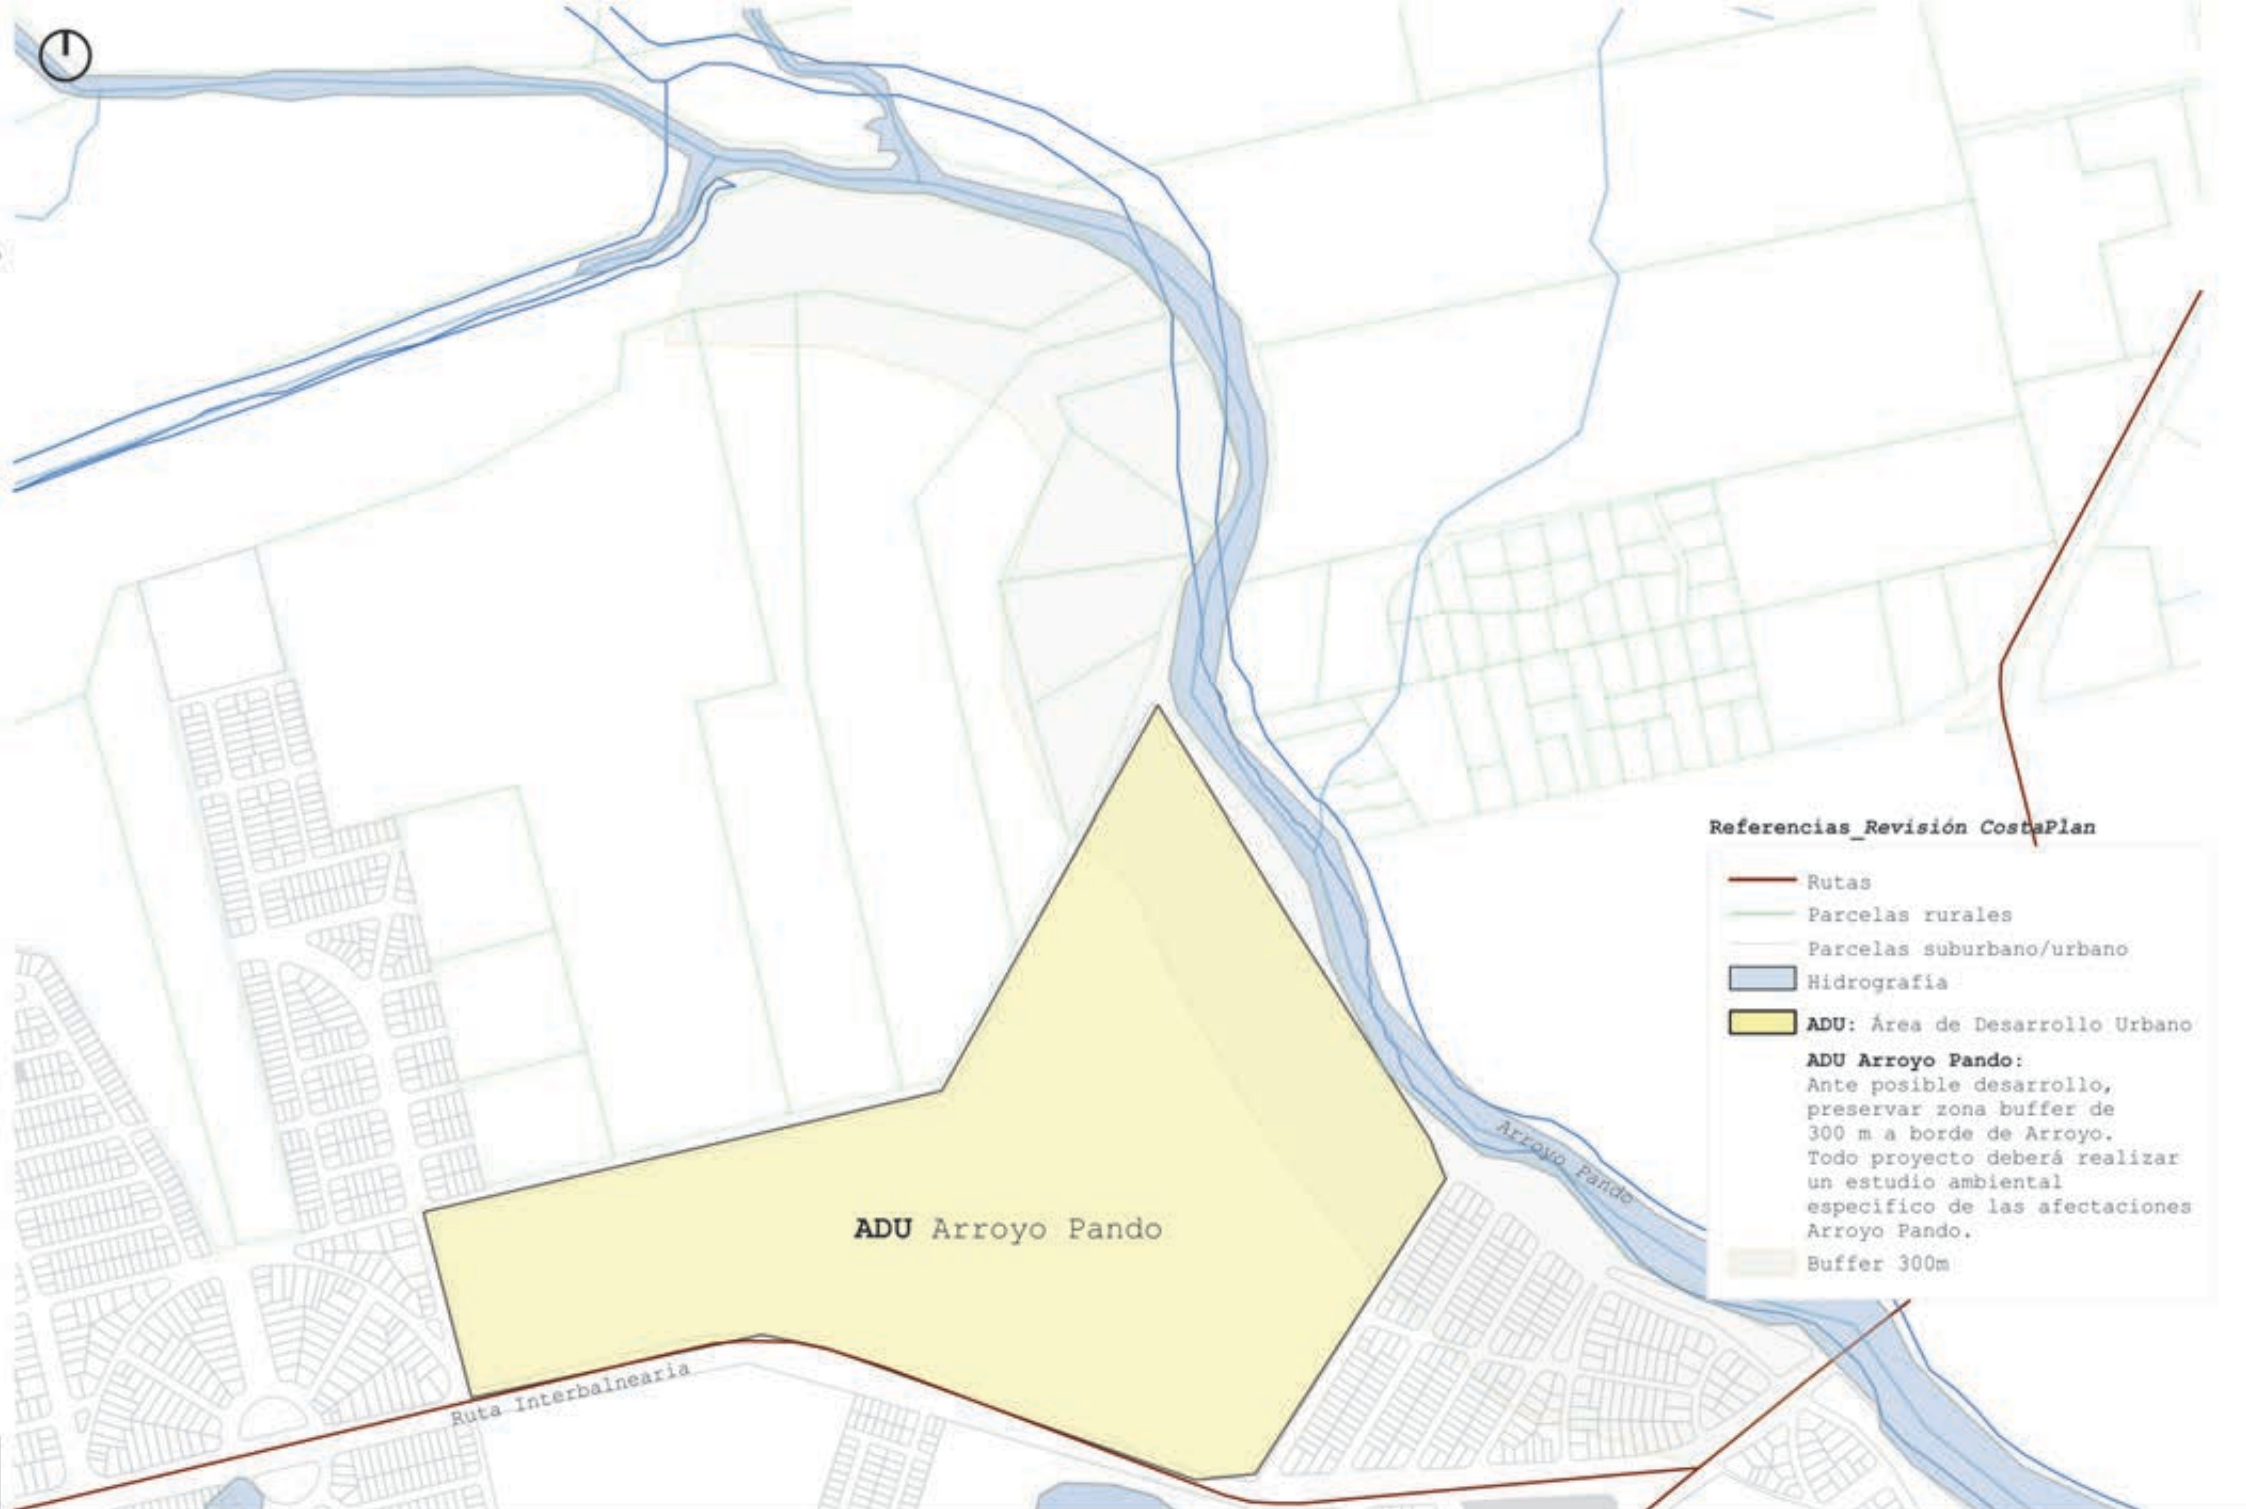 Referencias_Revisión CostaPlan
Rutas
Parcelas rurales
Parcelas suburbano/urbano
Hidrografía
ADU: Área de Desarrollo Urbano
ADU Arroyo Pando:
Ante posible desarrollo,
preservar zona buffer de
300 m a borde de Arroyo.
Todo proyecto deberá realizar
un estudio ambiental
específico de las afectaciones
Arroyo Pando.
Buffer 300m
Arroyo Pando
ADU Arroyo Pando
Ruta Interbalnearia